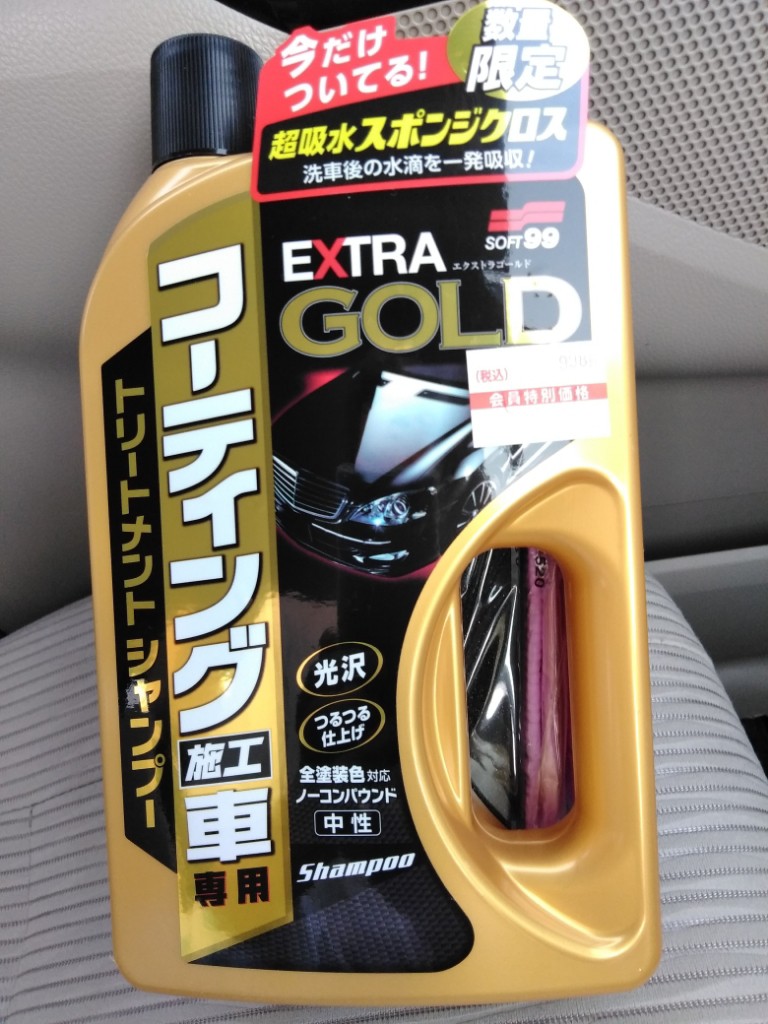 今だけ
ついてる!
数量
限定
超吸水スポンジクロス
洗車後の水滴を一発吸収!
SOFT99
EXTRA
エクストラゴールド
GOLD
(税込)
会員特別価格
コーティング施工車専用
トリートメントシャンプー
520
光沢
つるつる
仕上げ
全塗装色対応
ノーコンパウンド
中性
Shampoo